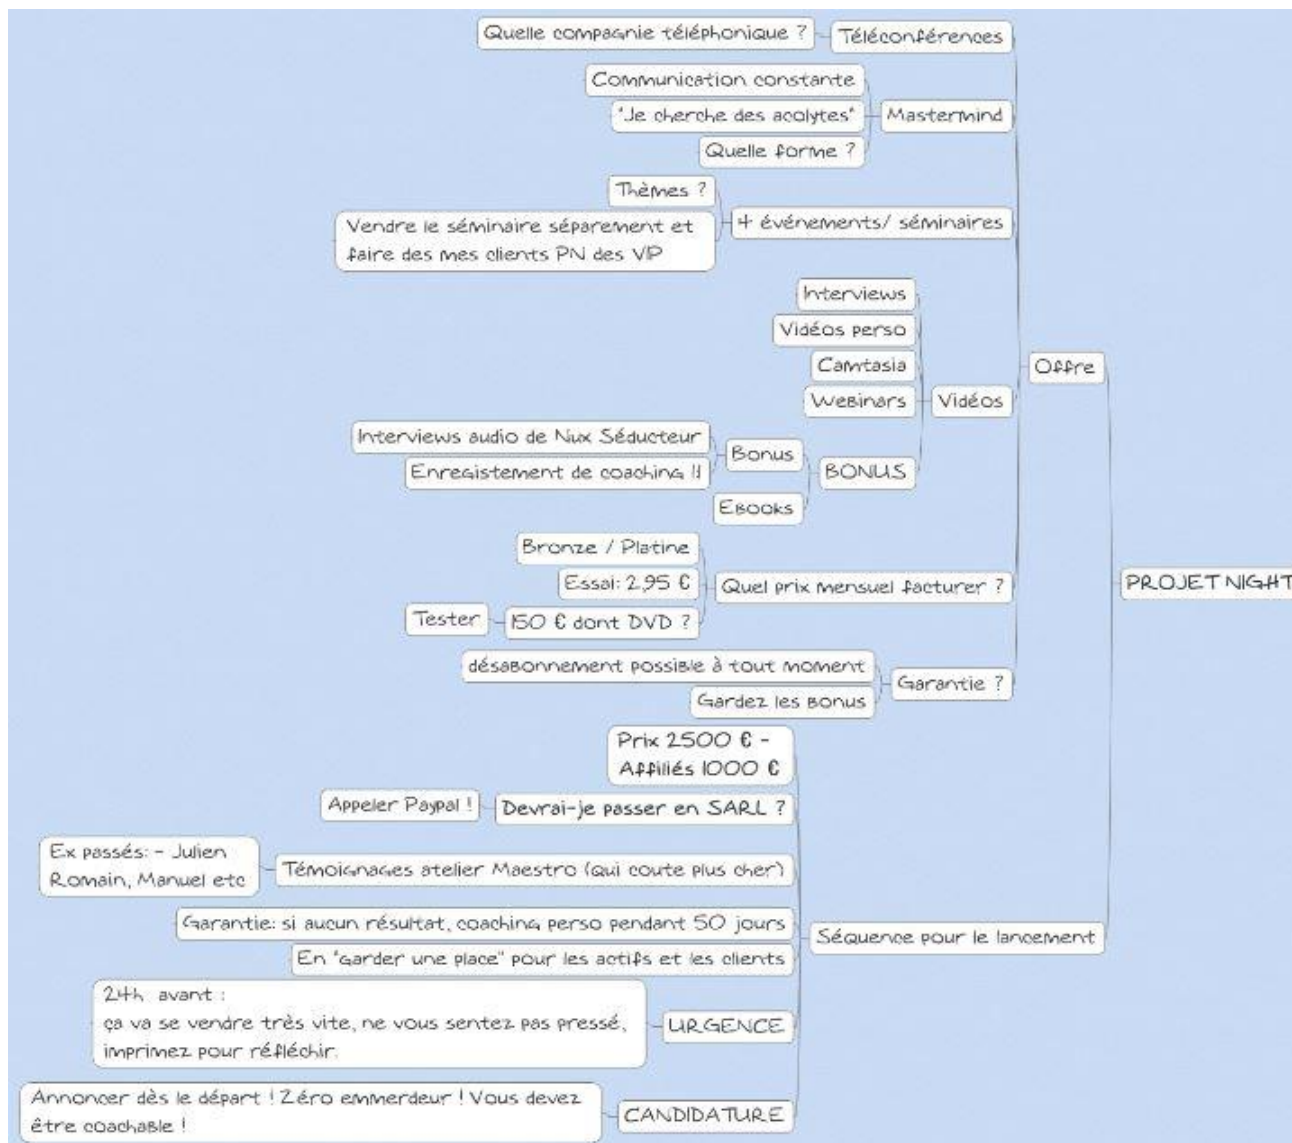 Quelle compagnie téléphonique ?
Téléconférences
Communication constante
"Je cherche des acolytes"
Mastermind
Quelle forme ?
Thèmes ?
Vendre le séminaire séparement et
faire des mes clients PN des VIP
4 événements/ séminaires
Interviews
Vidéos perso
Camtasia
Webinars
Vidéos
Offre
Interviews audio de Nux Séducteur
Enregistement de coaching !!
Bonus
BONUS
Ebooks
Bronze / Platine
Essai: 2,95 €
Quel prix mensuel facturer ?
Tester
150 € dont DVD ?
PROJET NIGHT
désabonnement possible à tout moment
Garantie ?
Gardez les bonus
Prix 2500 € -
Affiliés 1000 €
Appeler Paypal !
Devrai-je passer en SARL ?
Ex passés: - Julien
Romain, Manuel etc
Témoignages atelier Maestro (qui coute plus cher)
Garantie: si aucun résultat, coaching perso pendant 50 jours
Séquence pour le lancement
En "garder une place" pour les actifs et les clients
24h avant :
ça va se vendre très vite, ne vous sentez pas pressé,
imprimez pour réfléchir.
URGENCE
Annoncer dès le départ ! Zéro emmerdeur ! Vous devez
être coachable !
CANDIDATURE